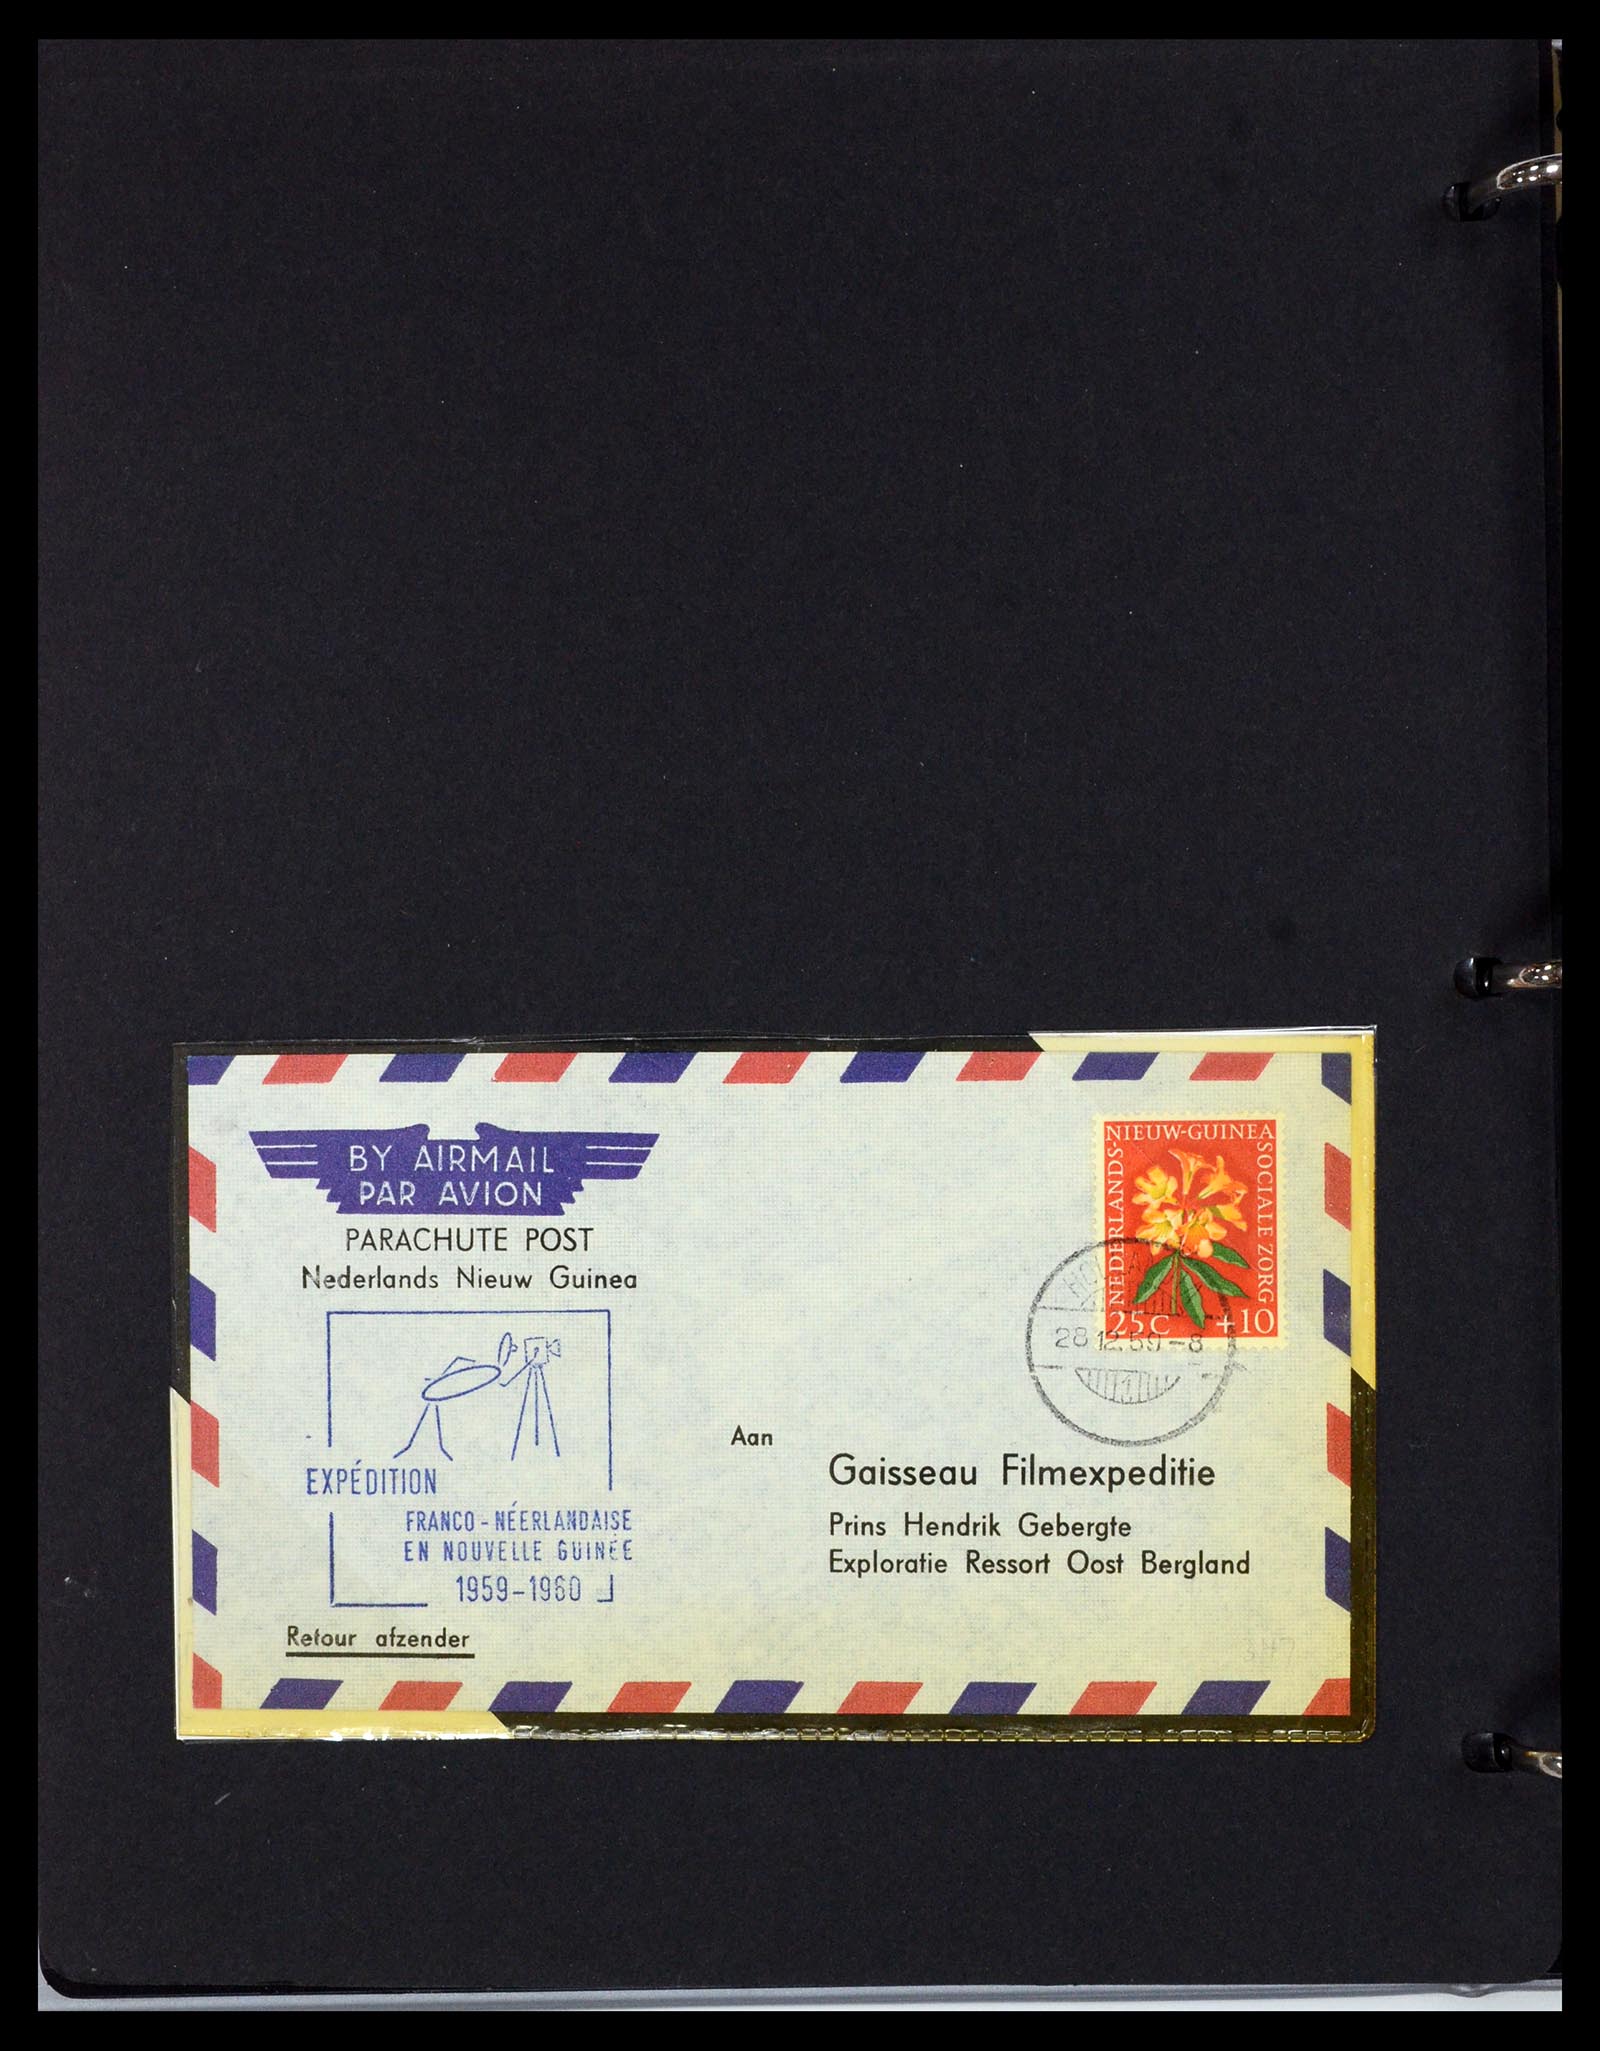 BY AIRMAIL
PAR AVION
PARACHUTE POST
Nederlands Nieuw Guinea
EXPÉDITION
FRANCO-NÉERLANDAISE
EN NOUVELLE GUINÉE
1959-1960
Retour afzender
NEDERLANDS-NIEUW-GUINEA
SOCIALE ZORG
25C +10
28.12.59-8
1
Aan
Gaisseau Filmexpeditie
Prins Hendrik Gebergte
Exploratie Ressort Oost Bergland